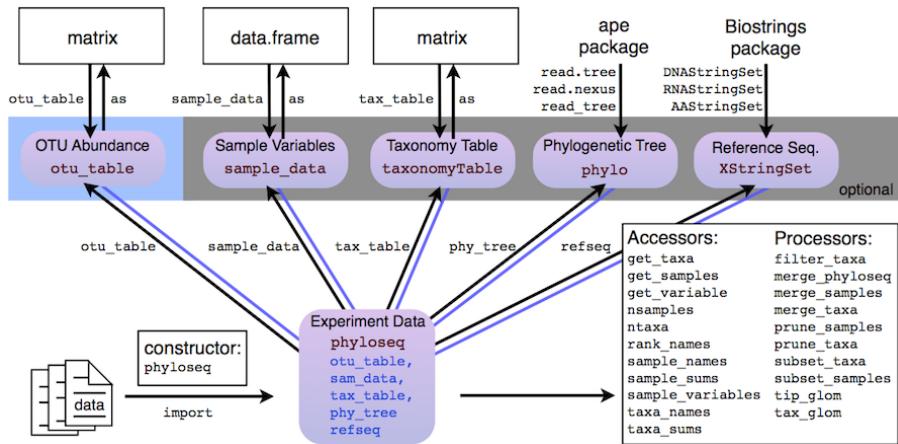 matrix
data.frame
matrix
ape
package
Biostrings
package
read.tree
read.nexus
read_tree
DNAStringSet
RNAStringSet
AAStringSet
otu_table
as
sample_data
as
tax_table
as
OTU Abundance
otu_table
Sample Variables
sample_data
Taxonomy Table
taxonomyTable
Phylogenetic Tree
phylo
Reference Seq.
XStringSet
optional
otu_table
sample_data
tax_table
phy_tree
refseq
Experiment Data
phyloseq
otu_table,
sam_data,
tax_table,
phy_tree
refseq
constructor:
phyloseq
data
import
Accessors:
get_taxa
get_samples
get_variable
nsamples
ntaxa
rank_names
sample_names
sample_sums
sample_variables
taxa_names
taxa_sums
Processors:
filter_taxa
merge_phyloseq
merge_samples
merge_taxa
prune_samples
prune_taxa
subset_taxa
subset_samples
tip_glom
tax_glom